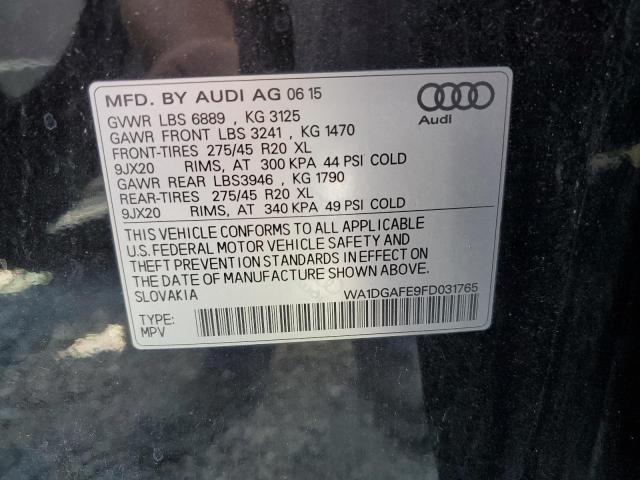 MFD. BY AUDI AG 06 15
GVWR LBS 6889 , KG 3125
GAWR FRONT LBS 3241 , KG 1470
FRONT-TIRES 275/45 R20 XL
9JX20 RIMS, AT 300 KPA 44 PSI COLD
GAWR REAR LBS3946 , KG 1790
REAR-TIRES 275/45 R20 XL
9JX20 RIMS, AT 340 KPA 49 PSI COLD
Audi
THIS VEHICLE CONFORMS TO ALL APPLICABLE
U.S. FEDERAL MOTOR VEHICLE SAFETY AND
THEFT PREVENTION STANDARDS IN EFFECT ON
THE DATE OF MANUFACTURE SHOWN ABOVE.
SLOVAKIA WA1DGAFE9FD031765
TYPE:
MPV